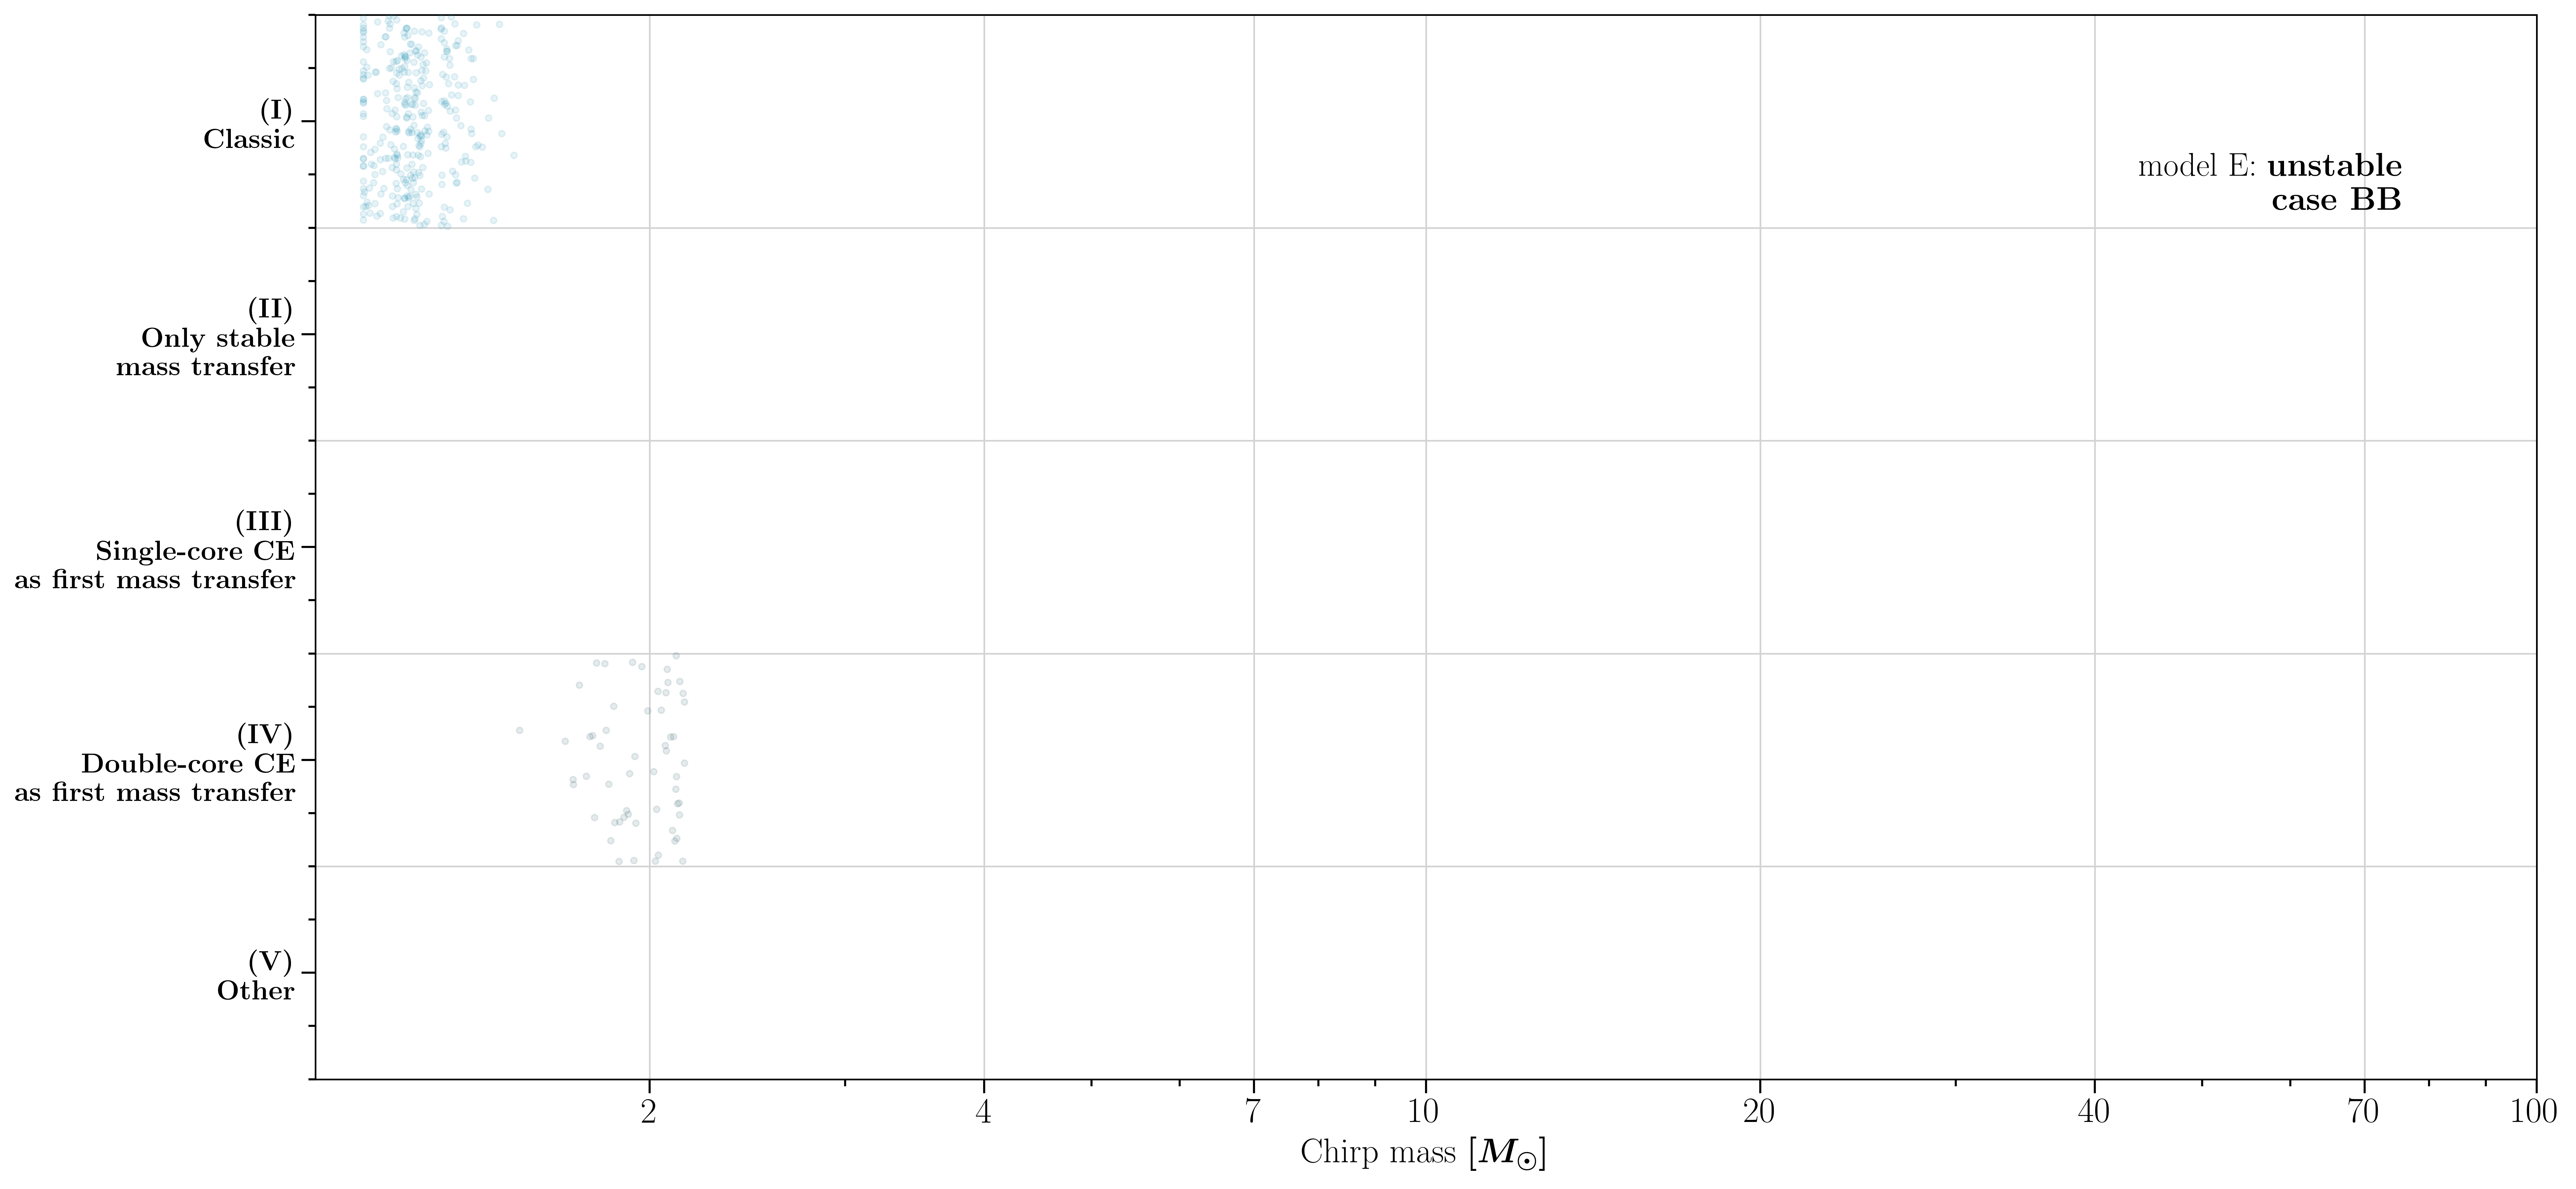 (I)
Classic
model E: unstable
case BB
(II)
Only stable
mass transfer
(III)
Single-core CE
as first mass transfer
(IV)
Double-core CE
as first mass transfer
(V)
Other
2 4 7 10 20 40 70 100
Chirp mass [M⊙]